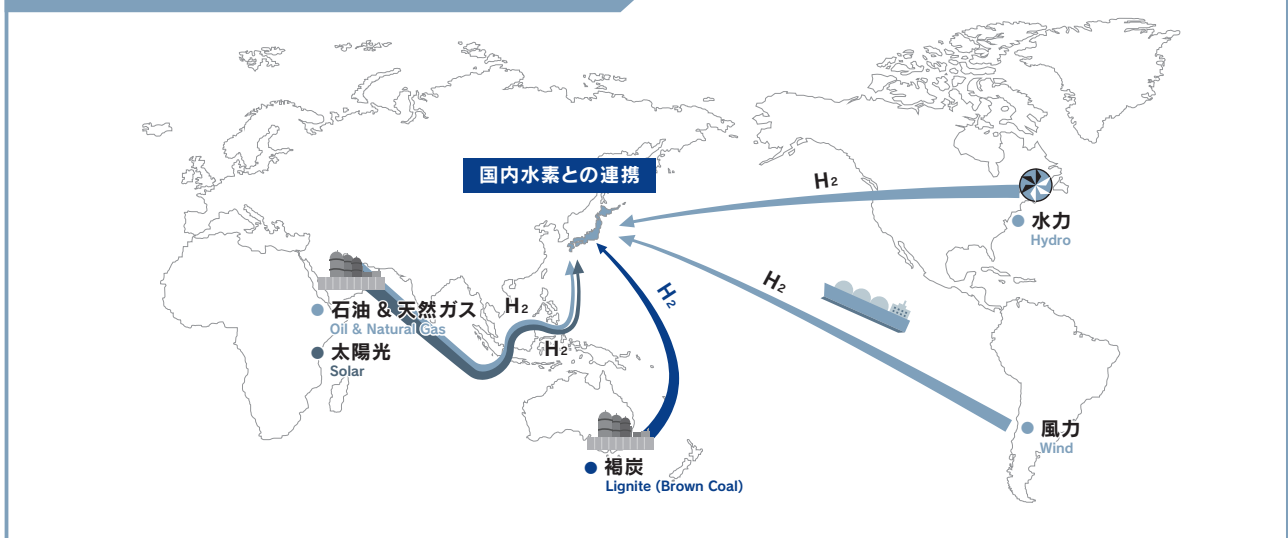 国内水素との連携
H2
水力
Hydro
石油 & 天然ガス
Oil & Natural Gas
太陽光
Solar
H2
H2
H2
H2
風力
Wind
褐炭
Lignite (Brown Coal)